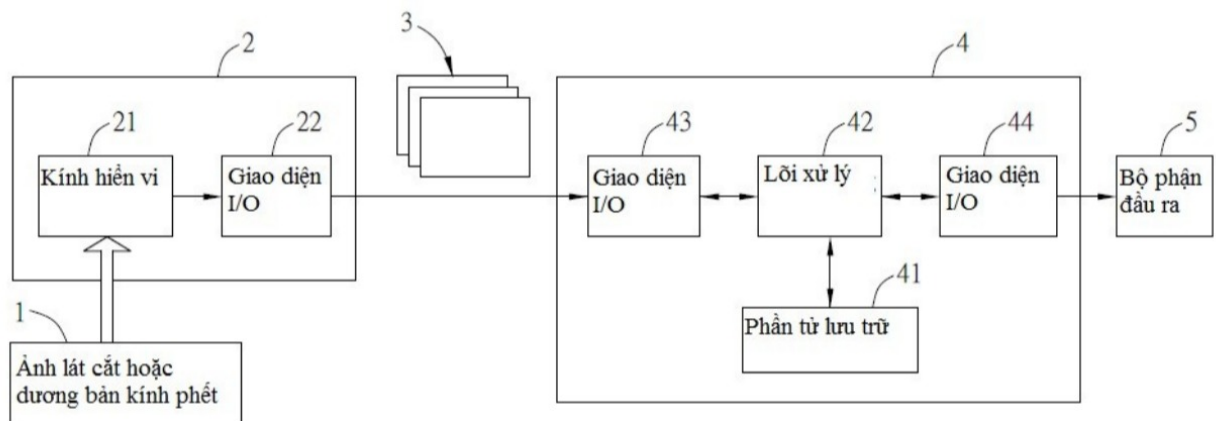 2
3
4
21
22
43
42
44
5
Kính hiển vi
Giao diện
I/O
Giao diện
I/O
Lõi xử lý
Giao diện
I/O
Bộ phận
đầu ra
1
41
Ảnh lát cắt hoặc
dương bản kính phết
Phần tử lưu trữ